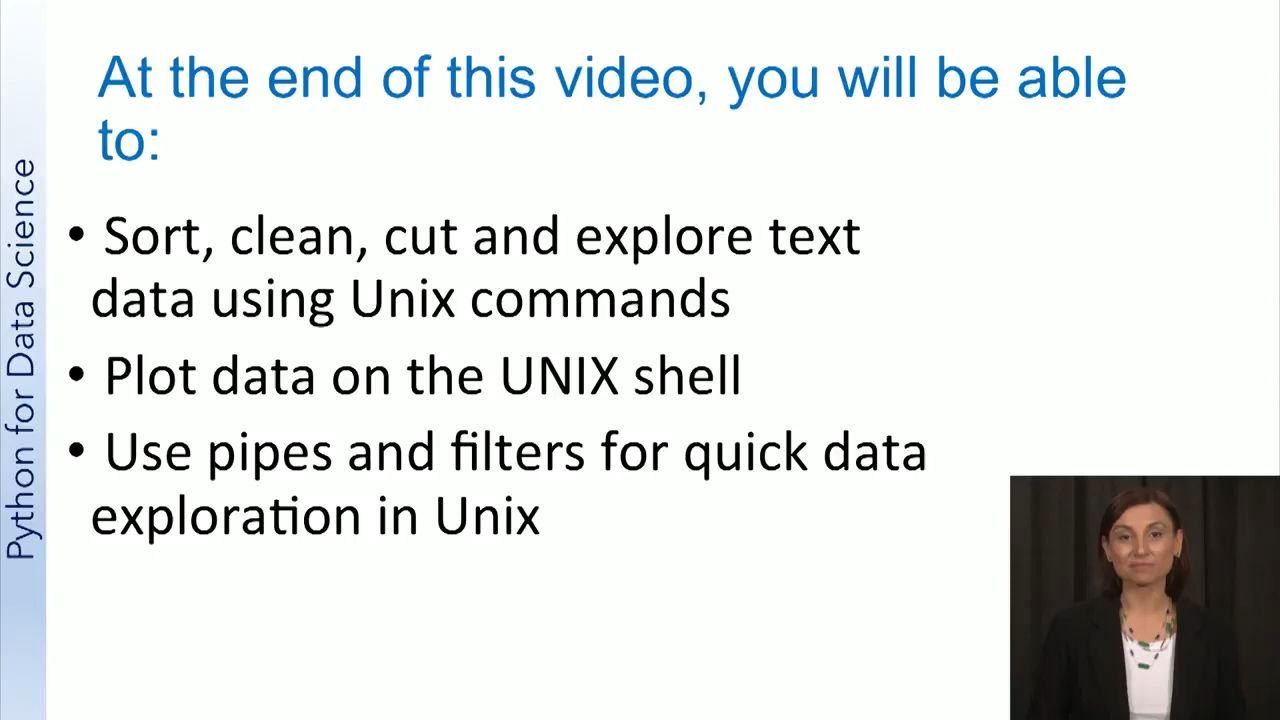 At the end of this video, you will be able
to:
• Sort, clean, cut and explore text
data using Unix commands
• Plot data on the UNIX shell
• Use pipes and filters for quick data
exploration in Unix
Python for Data Science